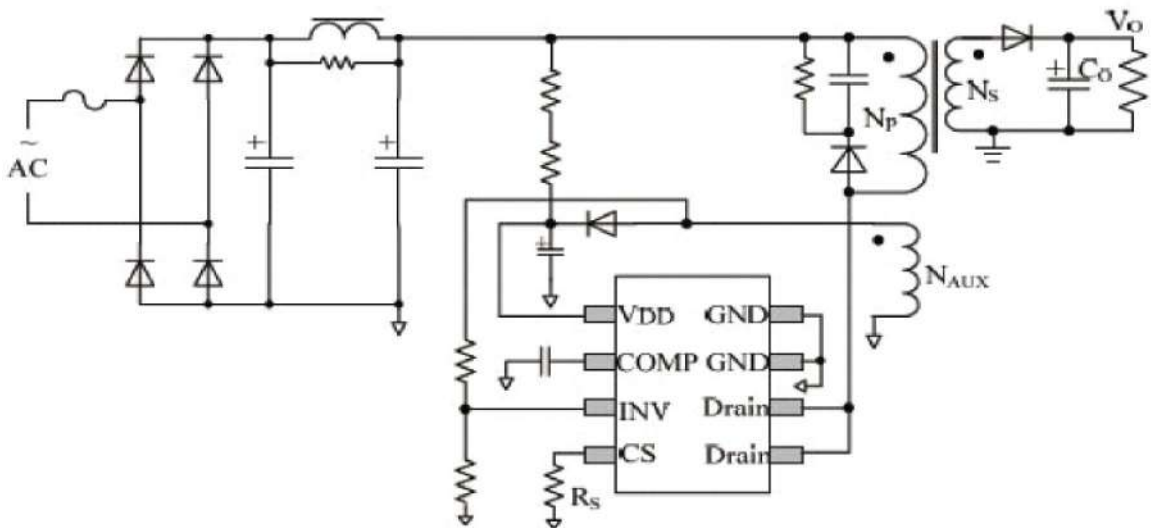 Vo
+ Co
Np
Ns
~
AC
+
+
+
NAUX
VDD GND
COMP GND
INV Drain
CS Drain
Rs